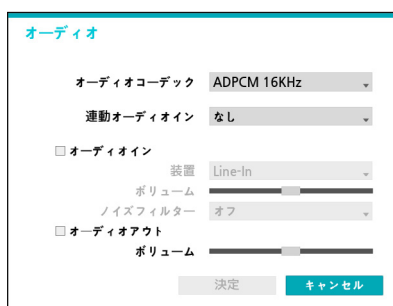 オーディオ
オーディオコーデック ADPCM 16KHz
連動オーディオイン なし
オーディオイン
装置 Line-In
ボリューム
ノイズフィルター オフ
オーディオアウト
ボリューム
決定 キャンセル